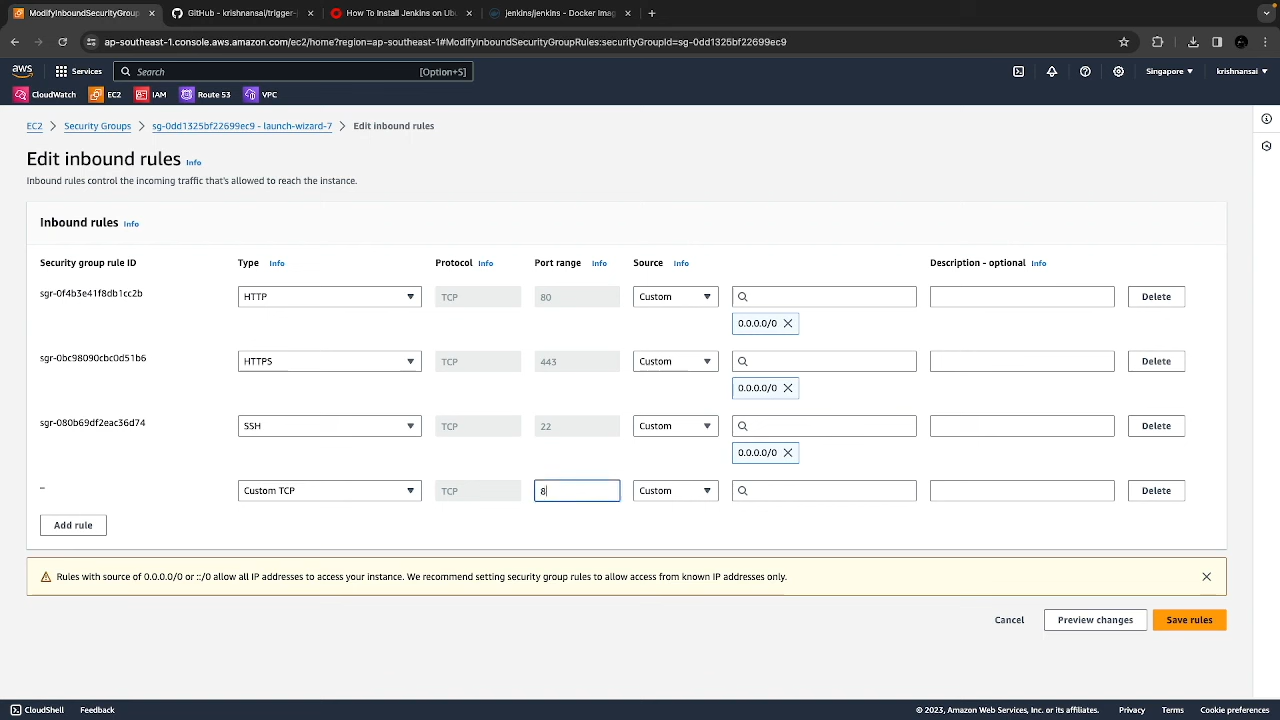 ModifyInboundSecurityGroup
GitHub - krishnansai/trigger-j
How To Install Jenkins on Ubu
jenkins/jenkins - Docker Imag
ap-southeast-1.console.aws.amazon.com/ec2/home?region=ap-southeast-1#ModifyInboundSecurityGroupRules:securityGroupId=sg-0dd1325bf22699ec9
aws
Services
Search
[Option+S]
Singapore
krishnansai
CloudWatch
EC2
IAM
Route 53
VPC
EC2 > Security Groups > sg-0dd1325bf22699ec9 - launch-wizard-7 > Edit inbound rules
Edit inbound rules Info
Inbound rules control the incoming traffic that's allowed to reach the instance.
Inbound rules Info
Security group rule ID
Type Info
Protocol Info
Port range Info
Source Info
Description - optional Info
sgr-0f4b3e41f8db1cc2b
HTTP
TCP
80
Custom
Delete
0.0.0.0/0
sgr-0bc98090cbc0d51b6
HTTPS
TCP
443
Custom
Delete
0.0.0.0/0
sgr-080b69df2eac36d74
SSH
TCP
22
Custom
Delete
0.0.0.0/0
–
Custom TCP
TCP
8
Custom
Delete
Add rule
Rules with source of 0.0.0.0/0 or ::/0 allow all IP addresses to access your instance. We recommend setting security group rules to allow access from known IP addresses only.
Cancel
Preview changes
Save rules
CloudShell
Feedback
© 2023, Amazon Web Services, Inc. or its affiliates.
Privacy
Terms
Cookie preferences